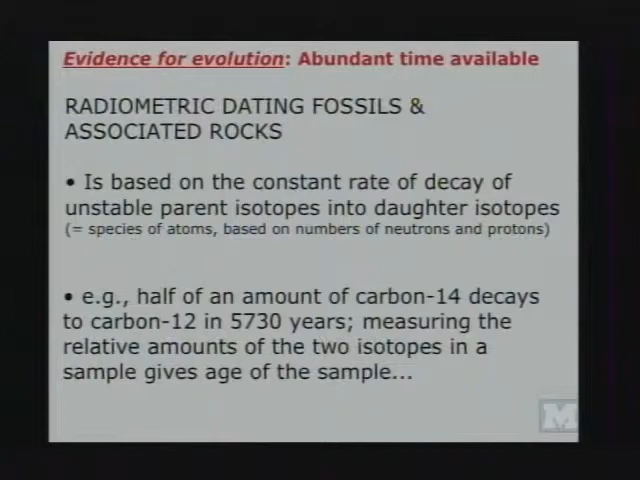 Evidence for evolution: Abundant time available
RADIOMETRIC DATING FOSSILS &
ASSOCIATED ROCKS
• Is based on the constant rate of decay of
unstable parent isotopes into daughter isotopes
(= species of atoms, based on numbers of neutrons and protons)
• e.g., half of an amount of carbon-14 decays
to carbon-12 in 5730 years; measuring the
relative amounts of the two isotopes in a
sample gives age of the sample...
M